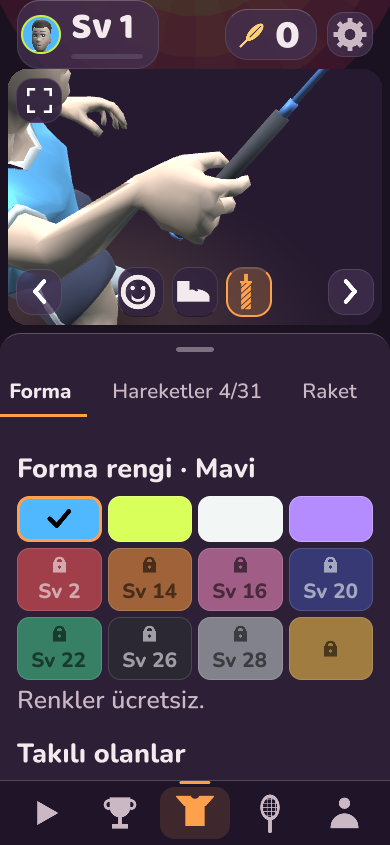 Sv 1
0
Forma
Hareketler 4/31
Raket
Forma rengi · Mavi
Sv 2
Sv 14
Sv 16
Sv 20
Sv 22
Sv 26
Sv 28
Renkler ücretsiz.
Takılı olanlar